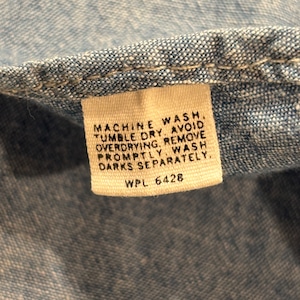 MACHINE WASH,
TUMBLE DRY. AVOID
OVERDRYING. REMOVE
PROMPTLY. WASH
DARKS SEPARATELY.
WPL 6428